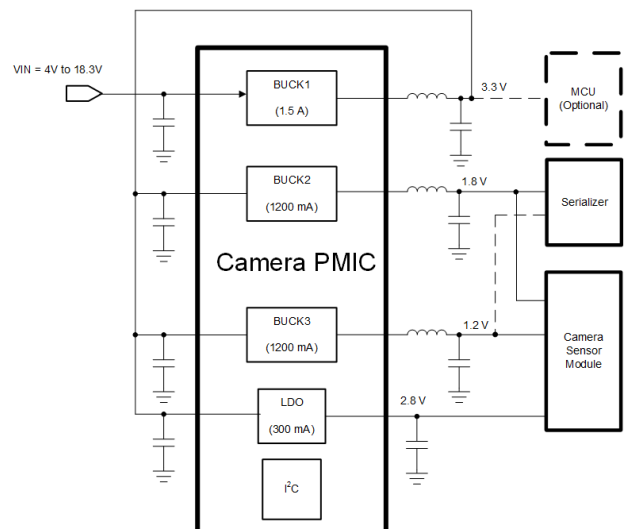 VIN = 4V to 18.3V
BUCK1
(1.5 A)
3.3 V
MCU
(Optional)
BUCK2
(1200 mA)
1.8 V
Serializer
Camera PMIC
BUCK3
(1200 mA)
1.2 V
Camera
Sensor
Module
LDO
(300 mA)
2.8 V
I²C